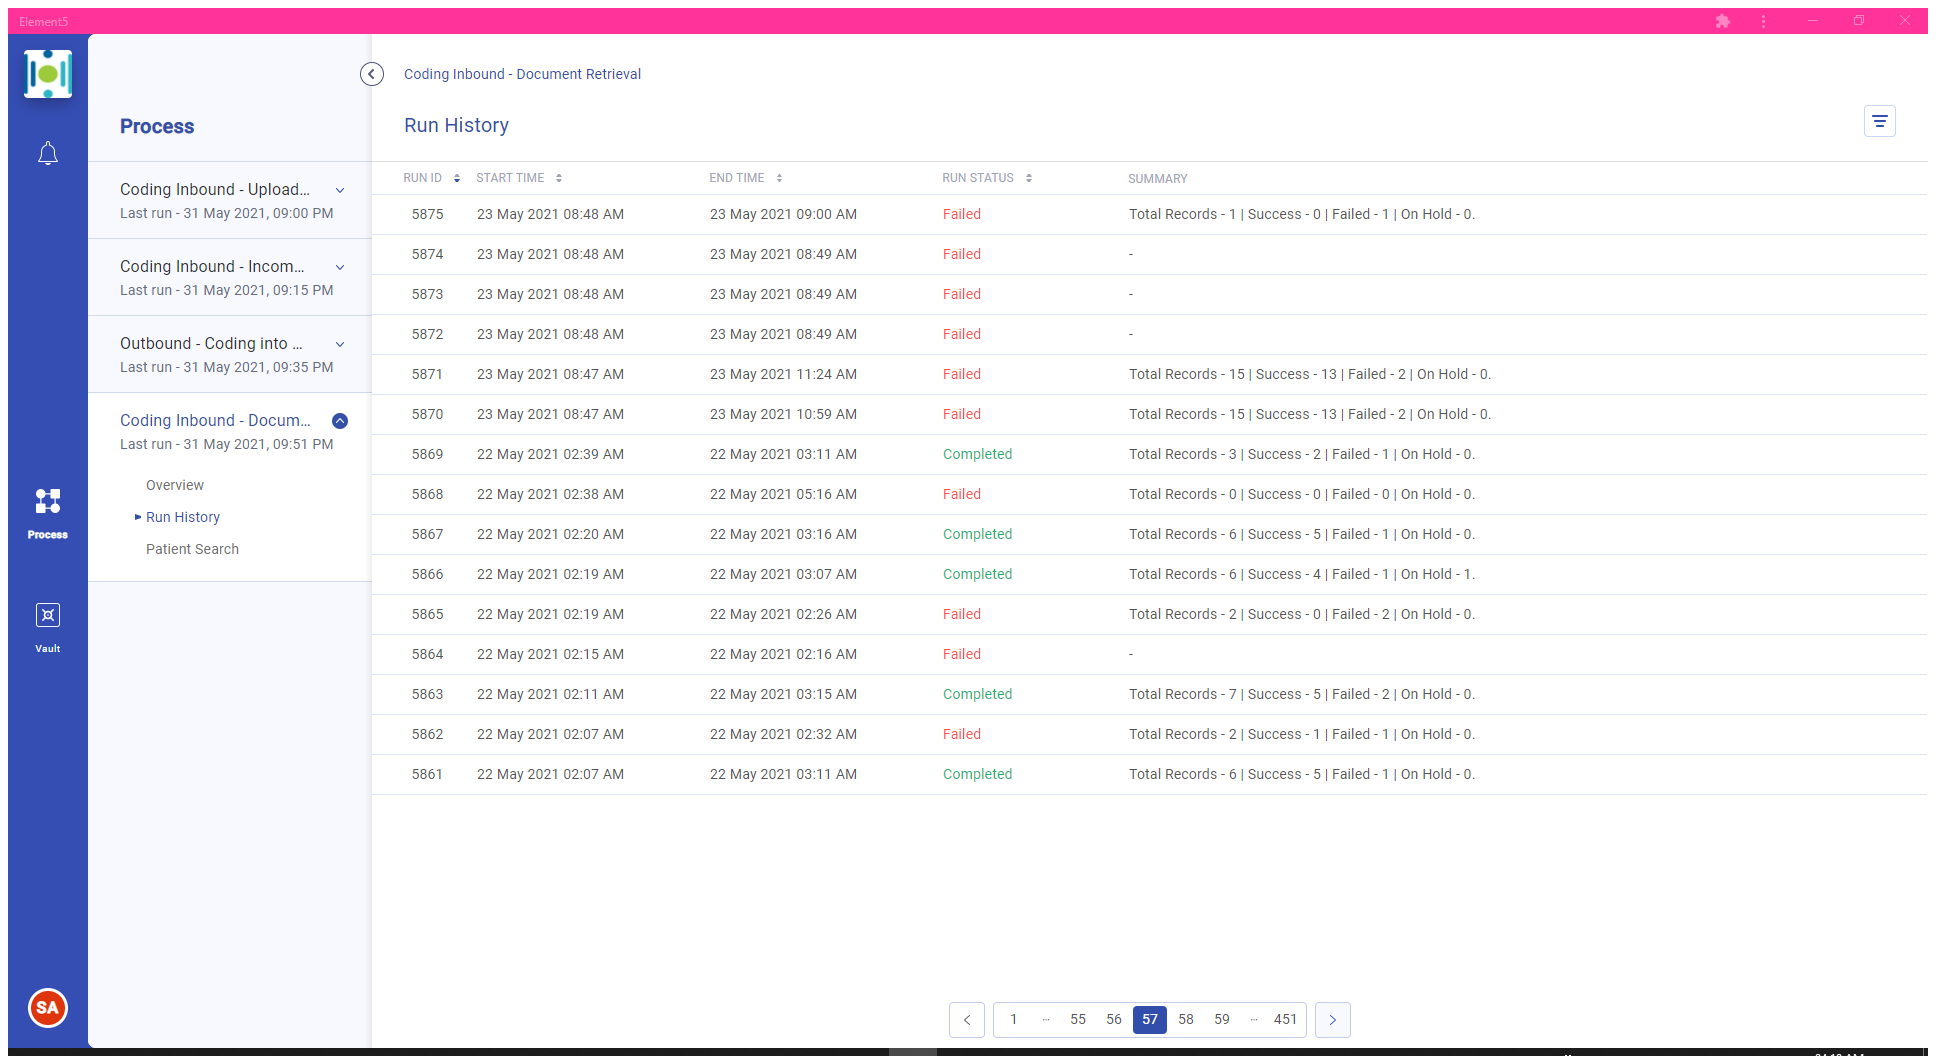 Element5
Process
Coding Inbound - Upload...
Last run - 31 May 2021, 09:00 PM
Coding Inbound - Incom...
Last run - 31 May 2021, 09:15 PM
Outbound - Coding into ...
Last run - 31 May 2021, 09:35 PM
Coding Inbound - Docum...
Last run - 31 May 2021, 09:51 PM
Overview
Run History
Patient Search
Process
Vault
SA
Coding Inbound - Document Retrieval
Run History
RUN ID START TIME END TIME RUN STATUS SUMMARY
5875 23 May 2021 08:48 AM 23 May 2021 09:00 AM Failed Total Records - 1 | Success - 0 | Failed - 1 | On Hold - 0.
5874 23 May 2021 08:48 AM 23 May 2021 08:49 AM Failed -
5873 23 May 2021 08:48 AM 23 May 2021 08:49 AM Failed -
5872 23 May 2021 08:48 AM 23 May 2021 08:49 AM Failed -
5871 23 May 2021 08:47 AM 23 May 2021 11:24 AM Failed Total Records - 15 | Success - 13 | Failed - 2 | On Hold - 0.
5870 23 May 2021 08:47 AM 23 May 2021 10:59 AM Failed Total Records - 15 | Success - 13 | Failed - 2 | On Hold - 0.
5869 22 May 2021 02:39 AM 22 May 2021 03:11 AM Completed Total Records - 3 | Success - 2 | Failed - 1 | On Hold - 0.
5868 22 May 2021 02:38 AM 22 May 2021 05:16 AM Failed Total Records - 0 | Success - 0 | Failed - 0 | On Hold - 0.
5867 22 May 2021 02:20 AM 22 May 2021 03:16 AM Completed Total Records - 6 | Success - 5 | Failed - 1 | On Hold - 0.
5866 22 May 2021 02:19 AM 22 May 2021 03:07 AM Completed Total Records - 6 | Success - 4 | Failed - 1 | On Hold - 1.
5865 22 May 2021 02:19 AM 22 May 2021 02:26 AM Failed Total Records - 2 | Success - 0 | Failed - 2 | On Hold - 0.
5864 22 May 2021 02:15 AM 22 May 2021 02:16 AM Failed -
5863 22 May 2021 02:11 AM 22 May 2021 03:15 AM Completed Total Records - 7 | Success - 5 | Failed - 2 | On Hold - 0.
5862 22 May 2021 02:07 AM 22 May 2021 02:32 AM Failed Total Records - 2 | Success - 1 | Failed - 1 | On Hold - 0.
5861 22 May 2021 02:07 AM 22 May 2021 03:11 AM Completed Total Records - 6 | Success - 5 | Failed - 1 | On Hold - 0.
1 ... 55 56 57 58 59 ... 451